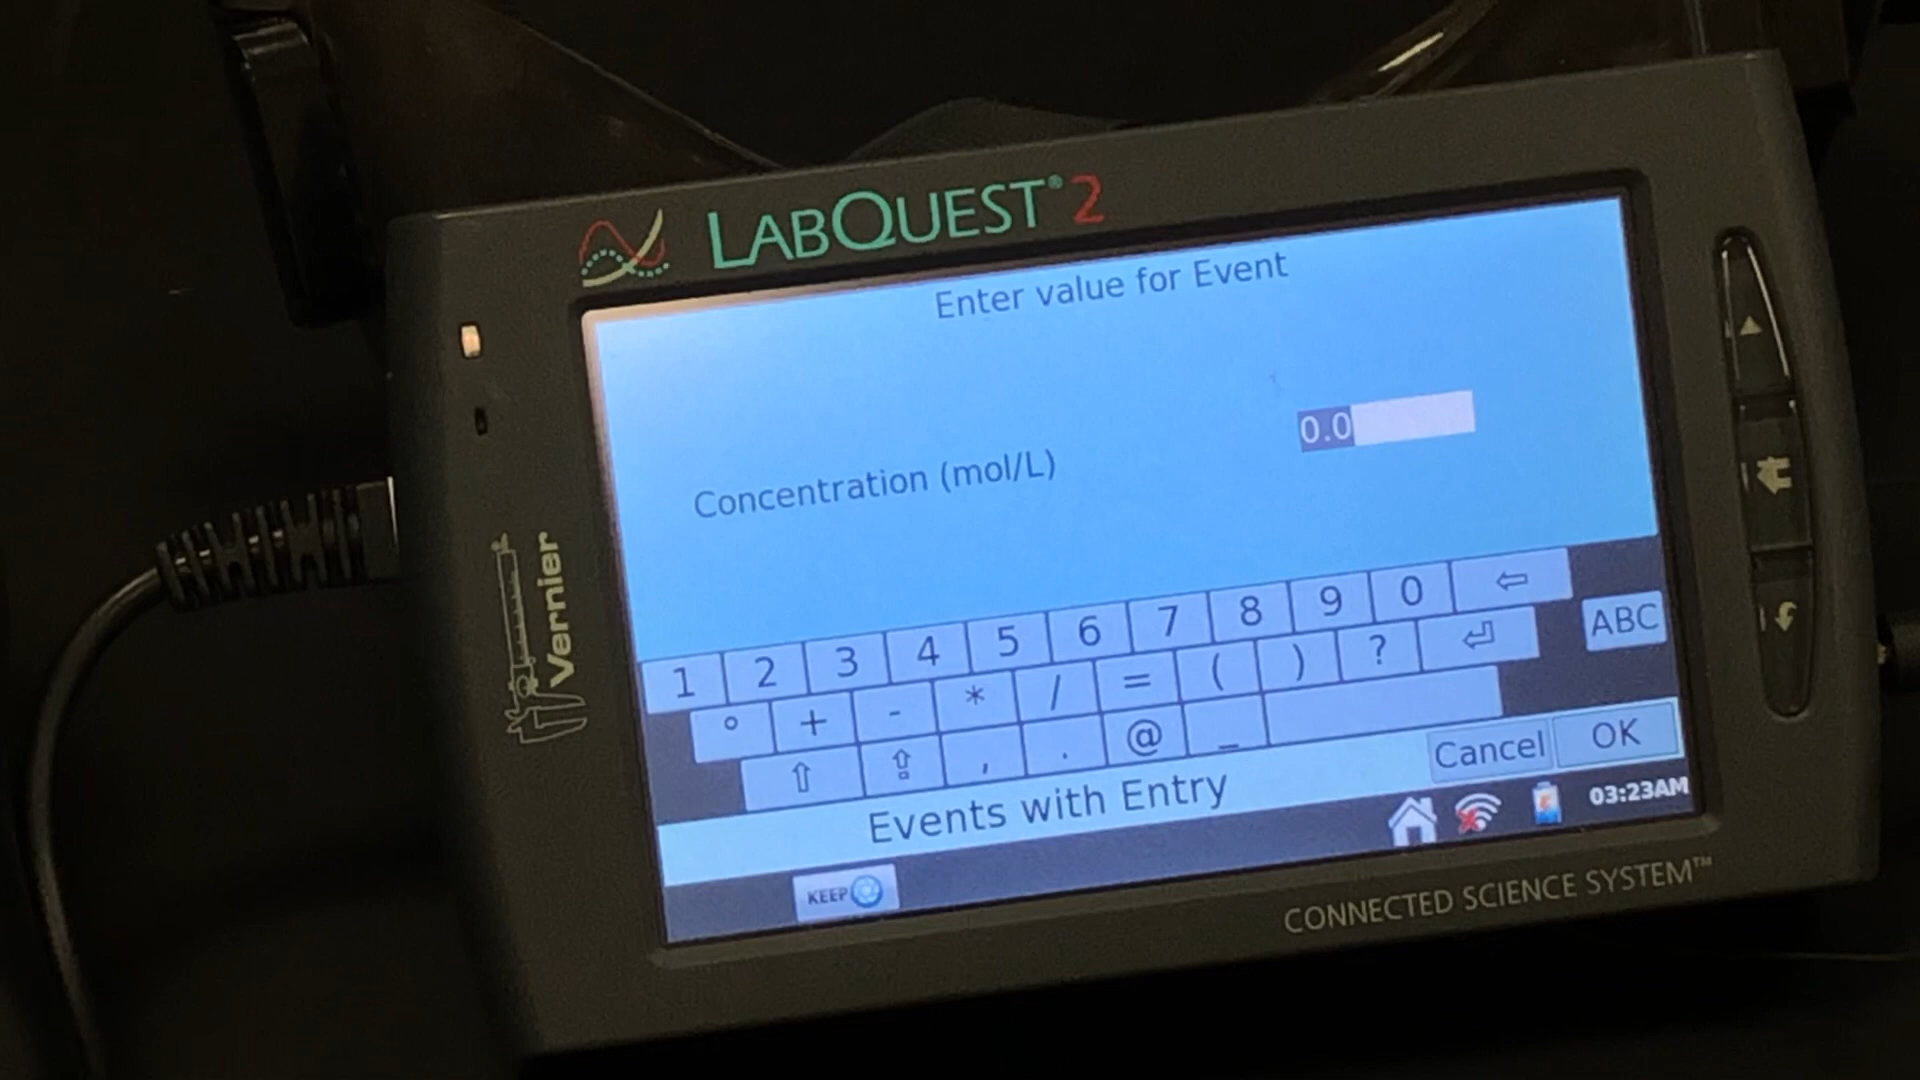 LABQUEST® 2
Enter value for Event
0.0
Concentration (mol/L)
1 2 3 4 5 6 7 8 9 0 ⇦
° + - * / = ( ) ? ⏎
ABC
⇧ , . @ _
Cancel OK
Events with Entry
03:23AM
KEEP
CONNECTED SCIENCE SYSTEM™
Vernier